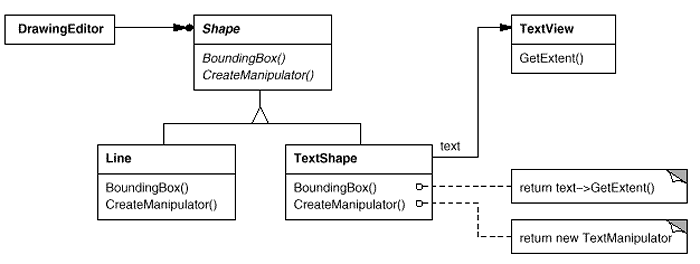 DrawingEditor
Shape
BoundingBox()
CreateManipulator()
TextView
GetExtent()
Line
BoundingBox()
CreateManipulator()
TextShape
BoundingBox()
CreateManipulator()
text
return text->GetExtent()
return new TextManipulator